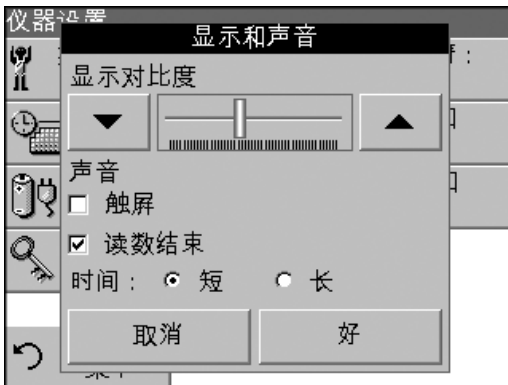 仪器设置
显示和声音
显示对比度
声音
触屏
读数结束
时间： 短 长
取消 好